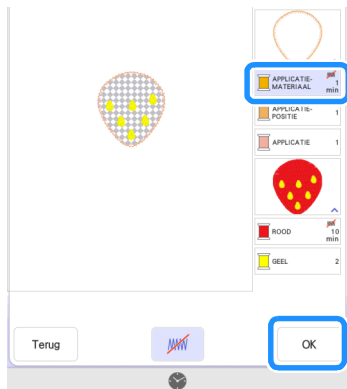 APPLICATIE-
MATERIAAL
1
min
APPLICATIE-
POSITIE
1
APPLICATIE 1
ROOD
10
min
GEEL 2
Terug
OK